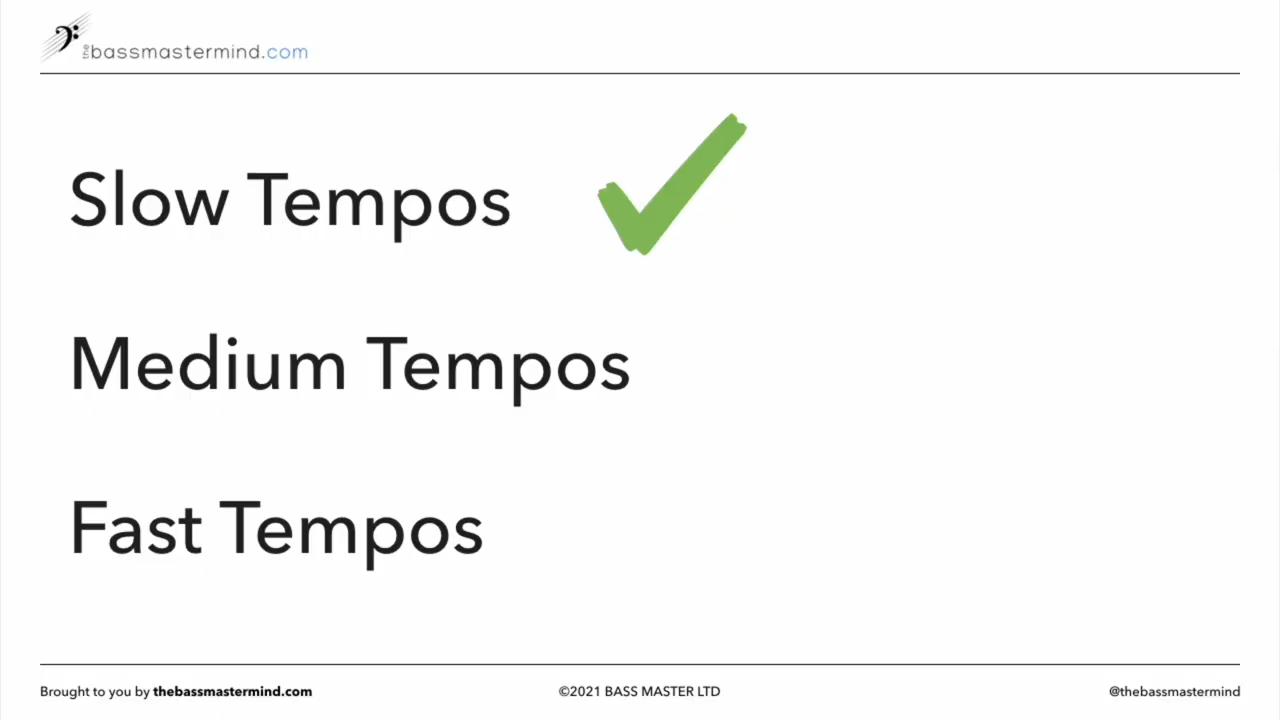 thebassmastermind.com
Slow Tempos
Medium Tempos
Fast Tempos
Brought to you by thebassmastermind.com
©2021 BASS MASTER LTD
@thebassmastermind